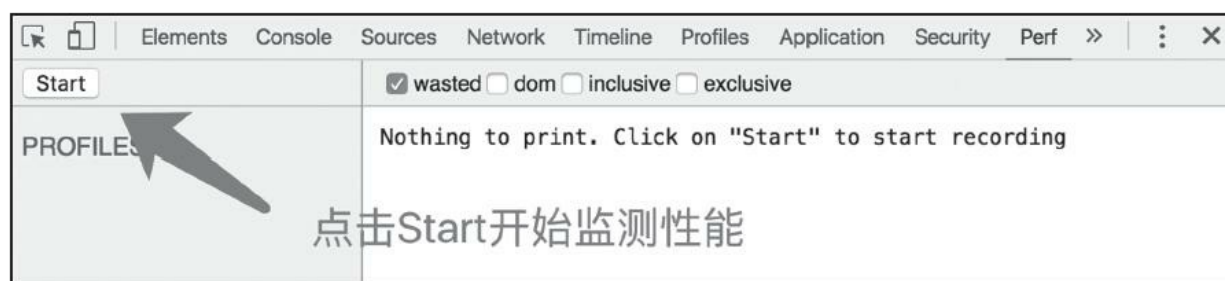 Elements Console Sources Network Timeline Profiles Application Security Perf »
Start wasted dom inclusive exclusive
PROFILES
Nothing to print. Click on "Start" to start recording
点击Start开始监测性能